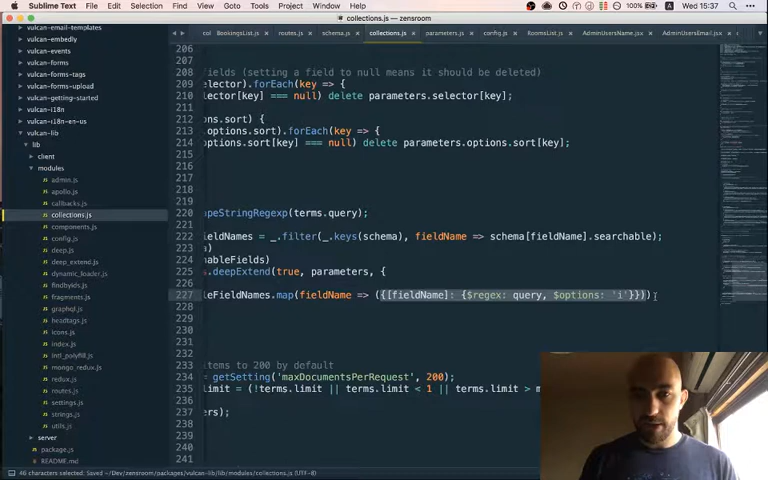 Sublime Text File Edit Selection Find View Goto Tools Project Window Help 100% Wed 15:37
collections.js — zensroom
col BookingsList.js routes.js schema.js collections.js parameters.js config.js RoomsList.js AdminUsersName.jsx AdminUsersEmail.jsx
vulcan-email-templates
vulcan-embedly
vulcan-events
vulcan-forms
vulcan-forms-tags
vulcan-forms-upload
vulcan-getting-started
vulcan-i18n
vulcan-i18n-en-us
vulcan-lib
lib
client
modules
admin.js
apollo.js
callbacks.js
collections.js
components.js
config.js
deep.js
deep_extend.js
dynamic_loader.js
findbyids.js
fragments.js
graphql.js
headtags.js
icons.js
index.js
intl_polyfill.js
mongo_redux.js
redux.js
routes.js
settings.js
strings.js
utils.js
server
package.js
README.md
206
207
208 fields (setting a field to null means it should be deleted)
209 elector).forEach(key => {
210 lector[key] === null) delete parameters.selector[key];
211
212 ons.sort) {
213 .options.sort).forEach(key => {
214 ptions.sort[key] === null) delete parameters.options.sort[key];
215
216
217
218
219
220 apeStringRegexp(terms.query);
221
222 ieldNames = _.filter(_.keys(schema), fieldName => schema[fieldName].searchable);
223 a)
224 ableFields)
225 s.deepExtend(true, parameters, {
226
227 leFieldNames.map(fieldName => ({[fieldName]: {$regex: query, $options: 'i'}}))
228
229
230
231
232
233 items to 200 by default
234 = getSetting('maxDocumentsPerRequest', 200);
235 limit = (!terms.limit || terms.limit < 1 || terms.limit > m
236
237 ers);
238
239
240
241
46 characters selected: Saved ~/Dev/zensroom/packages/vulcan-lib/lib/modules/collections.js (UTF-8)